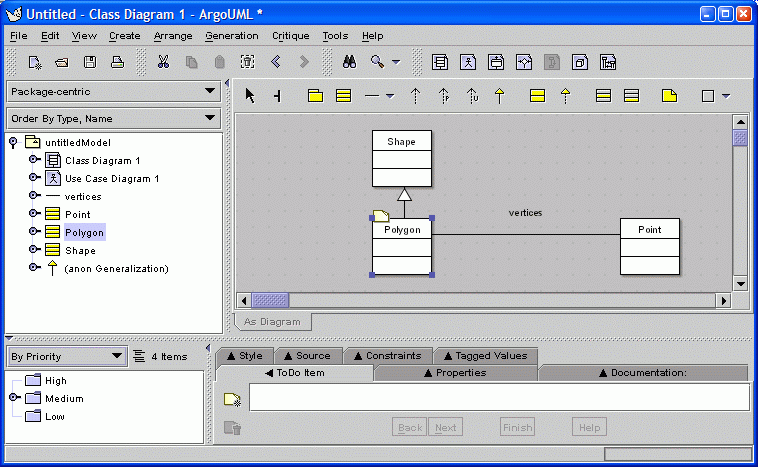 Untitled - Class Diagram 1 - ArgoUML *
File Edit View Create Arrange Generation Critique Tools Help
Package-centric
Order By Type, Name
untitledModel
Class Diagram 1
Use Case Diagram 1
vertices
Point
Polygon
Shape
(anon Generalization)
Shape
vertices
Polygon
Point
As Diagram
By Priority
4 Items
High
Medium
Low
Style Source Constraints Tagged Values
ToDo Item Properties Documentation:
Back Next Finish Help